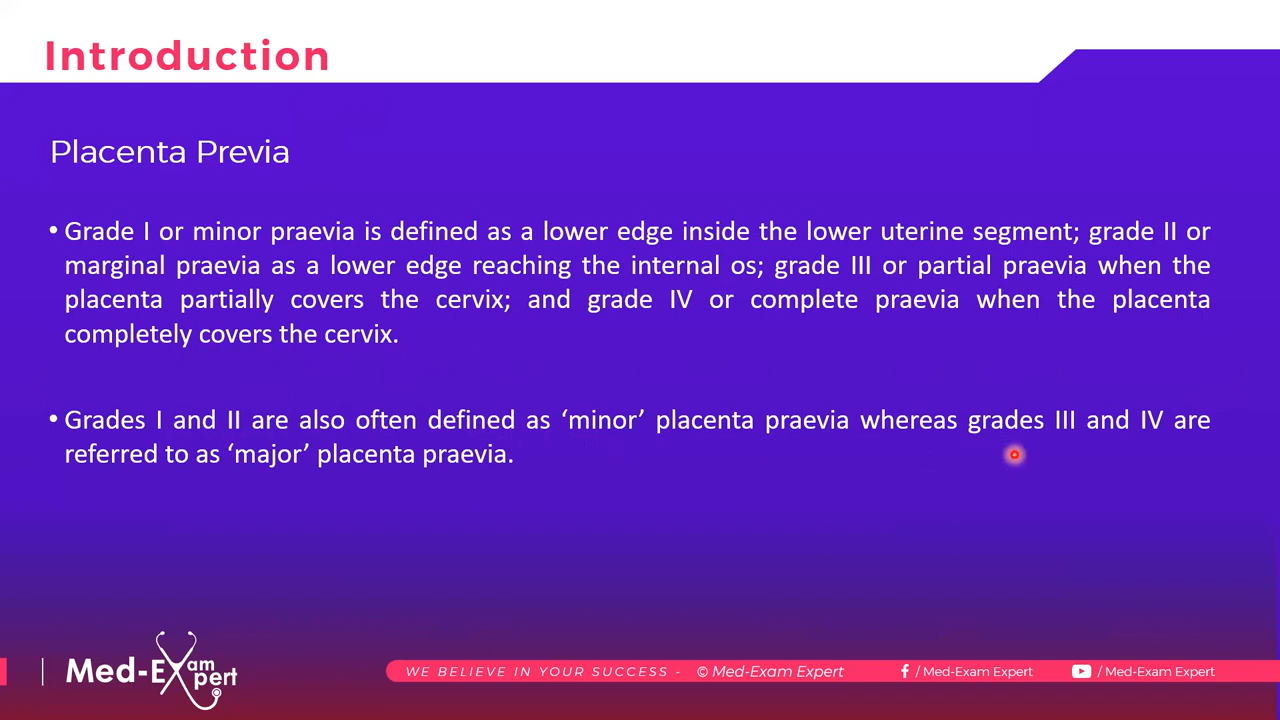 Introduction
Placenta Previa
• Grade I or minor praevia is defined as a lower edge inside the lower uterine segment; grade II or
marginal praevia as a lower edge reaching the internal os; grade III or partial praevia when the
placenta partially covers the cervix; and grade IV or complete praevia when the placenta
completely covers the cervix.
• Grades I and II are also often defined as ‘minor’ placenta praevia whereas grades III and IV are
referred to as ‘major’ placenta praevia.
Med-Exam Expert
WE BELIEVE IN YOUR SUCCESS - © Med-Exam Expert / Med-Exam Expert / Med-Exam Expert